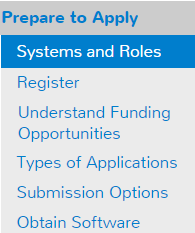 Prepare to Apply
Systems and Roles
Register
Understand Funding
Opportunities
Types of Applications
Submission Options
Obtain Software